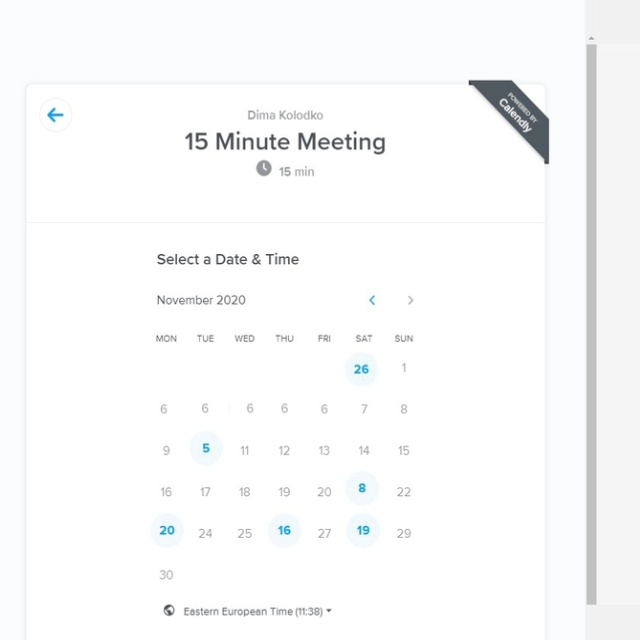 POWERED BY
Calendly
Dima Kolodko
15 Minute Meeting
15 min
Select a Date & Time
November 2020
MON TUE WED THU FRI SAT SUN
26 1
6 6 6 6 6 7 8
9 5 11 12 13 14 15
16 17 18 19 20 8 22
20 24 25 16 27 19 29
30
Eastern European Time (11:38)